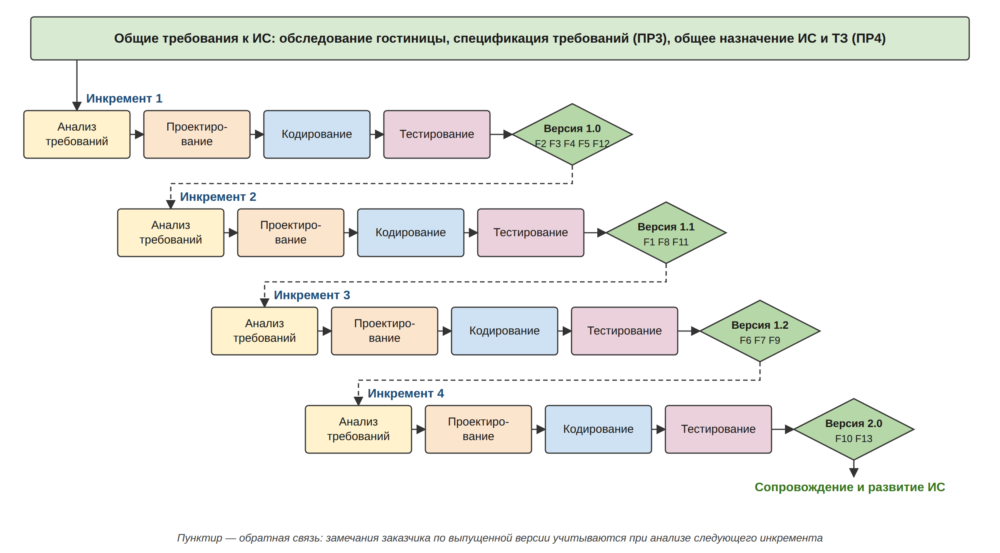 Общие требования к ИС: обследование гостиницы, спецификация требований (ПР3), общее назначение ИС и ТЗ (ПР4)
Инкремент 1
Анализ
требований
Проектиро-
вание
Кодирование
Тестирование
Версия 1.0
F2 F3 F4 F5 F12
Инкремент 2
Анализ
требований
Проектиро-
вание
Кодирование
Тестирование
Версия 1.1
F1 F8 F11
Инкремент 3
Анализ
требований
Проектиро-
вание
Кодирование
Тестирование
Версия 1.2
F6 F7 F9
Инкремент 4
Анализ
требований
Проектиро-
вание
Кодирование
Тестирование
Версия 2.0
F10 F13
Сопровождение и развитие ИС
Пунктир — обратная связь: замечания заказчика по выпущенной версии учитываются при анализе следующего инкремента